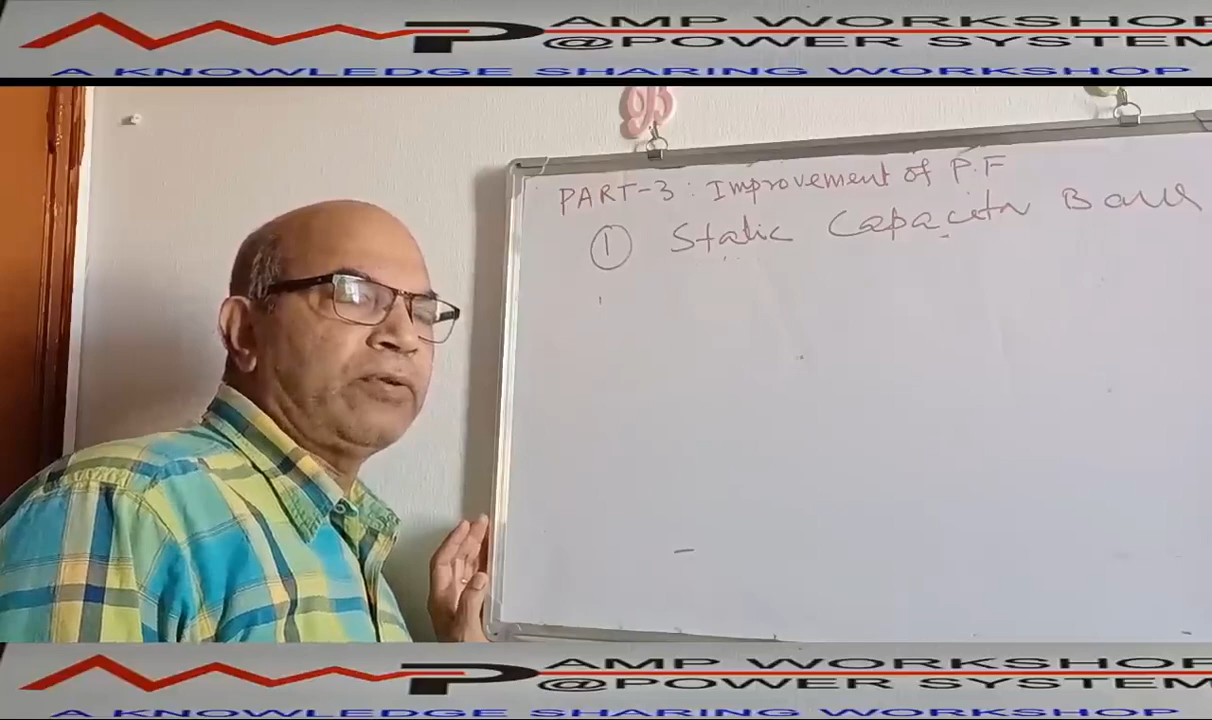 AMP WORKSHOP
@POWER SYSTEM
A KNOWLEDGE SHARING WORKSHOP
PART-3: Improvement of P.F
① Static Capacitor
AMP WORKSHOP
@POWER SYSTEM
A KNOWLEDGE SHARING WORKSHOP